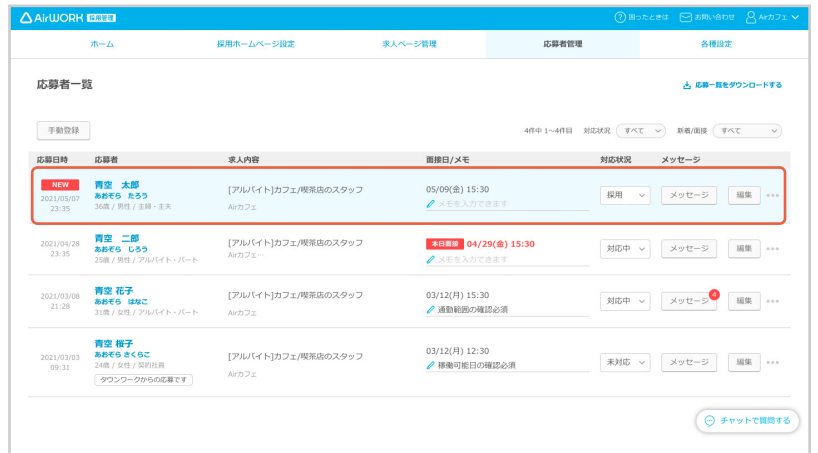 AirWORK 採用管理
困ったときは お問い合わせ Airカフェ
ホーム 採用ホームページ設定 求人ページ管理 応募者管理 各種設定
応募者一覧
応募一覧をダウンロードする
手動登録
4件中 1〜4件目 対応状況 すべて 新着/面接 すべて
応募日時 応募者 求人内容 面接日/メモ 対応状況 メッセージ
NEW
2021/05/07
23:35
青空 太郎
あおぞら たろう
36歳 / 男性 / 主婦・主夫
[アルバイト]カフェ/喫茶店のスタッフ
Airカフェ
05/09(金) 15:30
メモを入力できます
採用 メッセージ 編集
2021/04/28
23:35
青空 二郎
あおぞら じろう
25歳 / 男性 / アルバイト・パート
[アルバイト]カフェ/喫茶店のスタッフ
Airカフェ…
本日面接 04/29(金) 15:30
メモを入力できます
対応中 メッセージ 編集
2021/03/08
21:28
青空 花子
あおぞら はなこ
31歳 / 女性 / アルバイト・パート
[アルバイト]カフェ/喫茶店のスタッフ
Airカフェ
03/12(月) 15:30
通勤範囲の確認必須
対応中 メッセージ 4 編集
2021/03/03
09:31
青空 桜子
あおぞら さくらこ
24歳 / 女性 / 契約社員
タウンワークからの応募です
[アルバイト]カフェ/喫茶店のスタッフ
Airカフェ
03/12(月) 12:30
稼働可能日の確認必須
未対応 メッセージ 編集
チャットで質問する